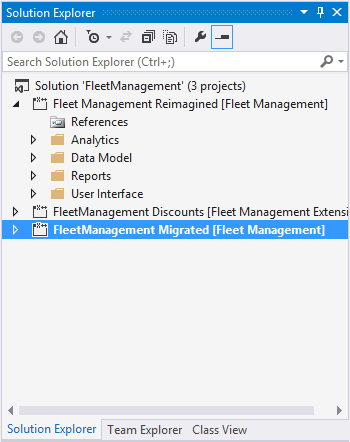 Solution Explorer
Search Solution Explorer (Ctrl+;)
Solution 'FleetManagement' (3 projects)
Fleet Management Reimagined [Fleet Management]
References
Analytics
Data Model
Reports
User Interface
FleetManagement Discounts [Fleet Management Extensi
FleetManagement Migrated [Fleet Management]
Solution Explorer Team Explorer Class View